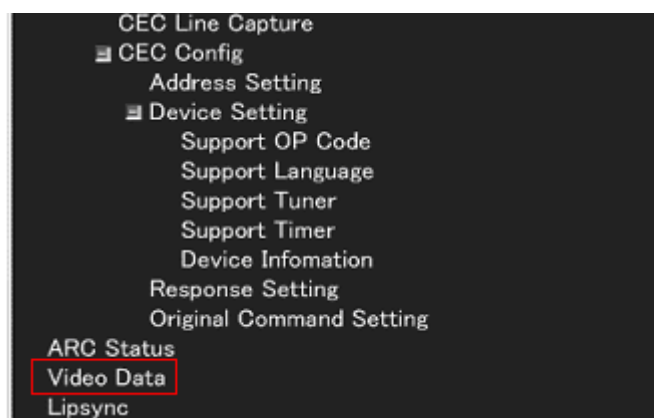 CEC Line Capture
CEC Config
Address Setting
Device Setting
Support OP Code
Support Language
Support Tuner
Support Timer
Device Infomation
Response Setting
Original Command Setting
ARC Status
Video Data
Lipsync